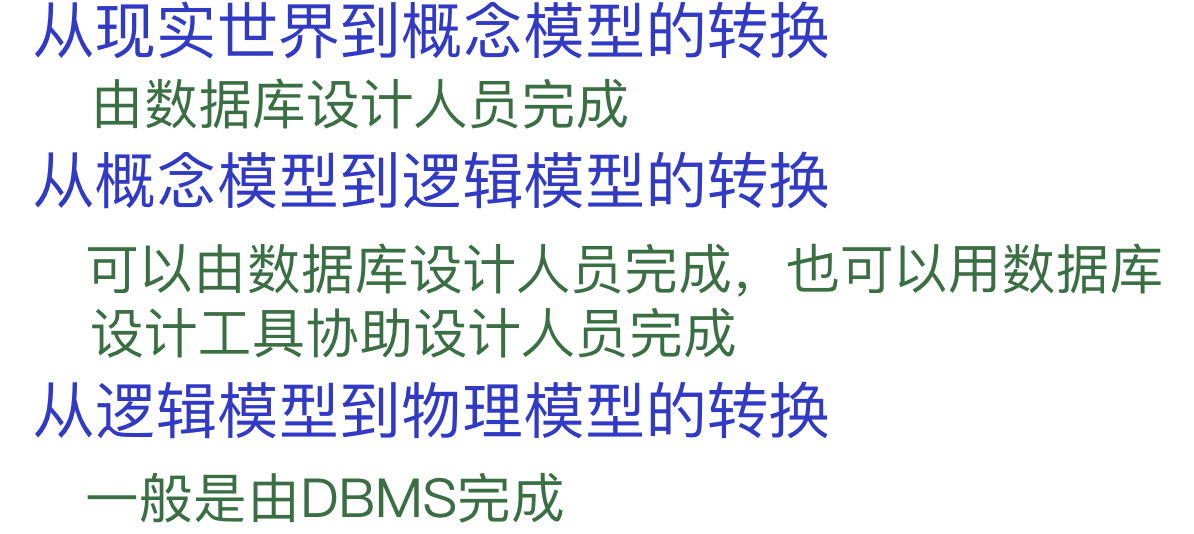 从现实世界到概念模型的转换
由数据库设计人员完成
从概念模型到逻辑模型的转换
可以由数据库设计人员完成，也可以用数据库
设计工具协助设计人员完成
从逻辑模型到物理模型的转换
一般是由DBMS完成